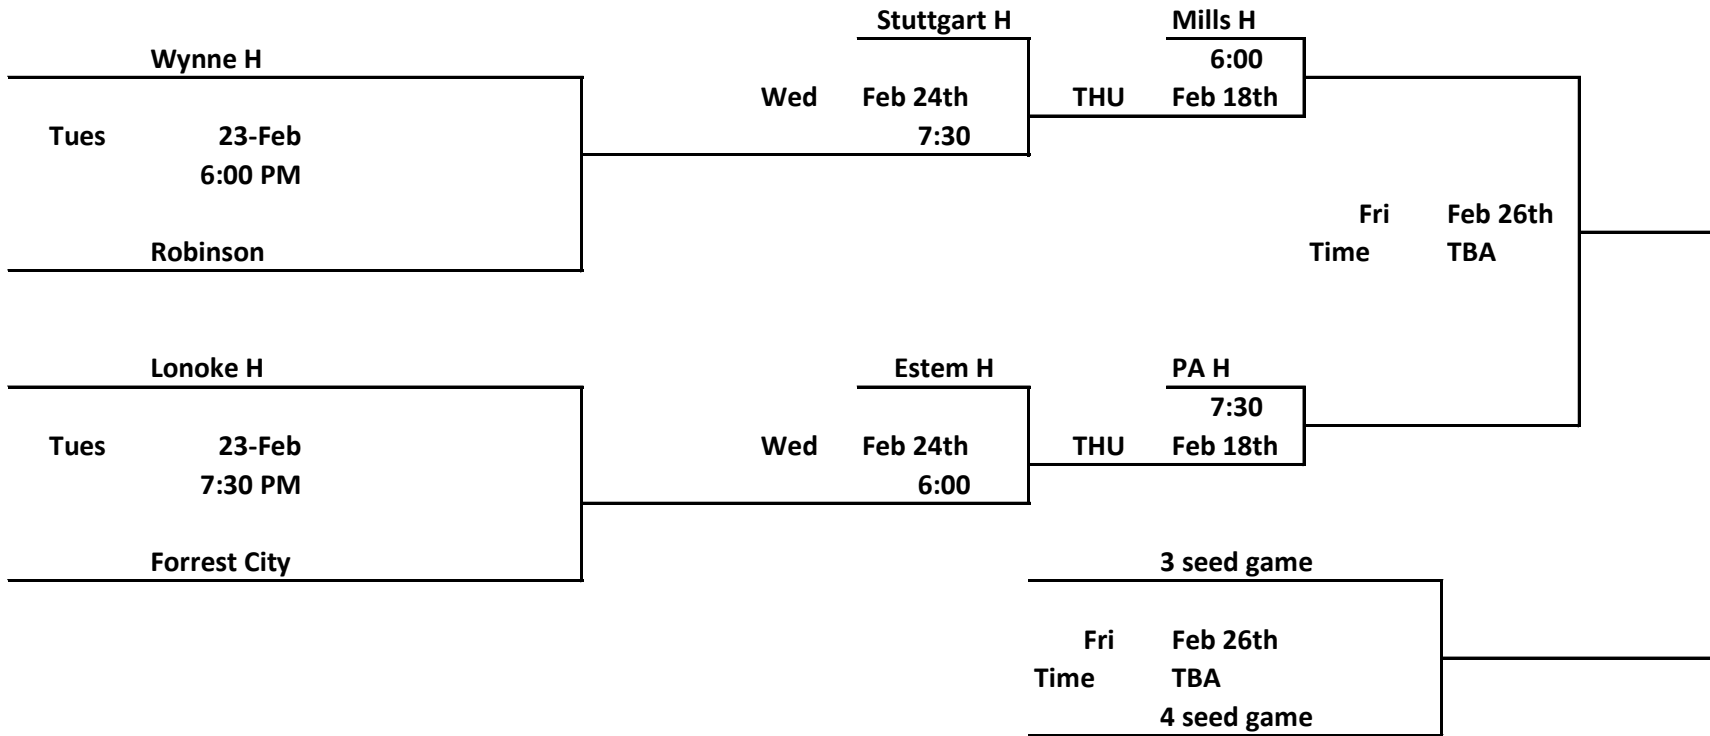 Stuttgart H Mills H
Wynne H 6:00
Wed Feb 24th THU Feb 18th
Tues 23-Feb 7:30
6:00 PM
Fri Feb 26th
Robinson Time TBA
Lonoke H Estem H PA H
7:30
Tues 23-Feb Wed Feb 24th THU Feb 18th
7:30 PM 6:00
Forrest City 3 seed game
Fri Feb 26th
Time TBA
4 seed game